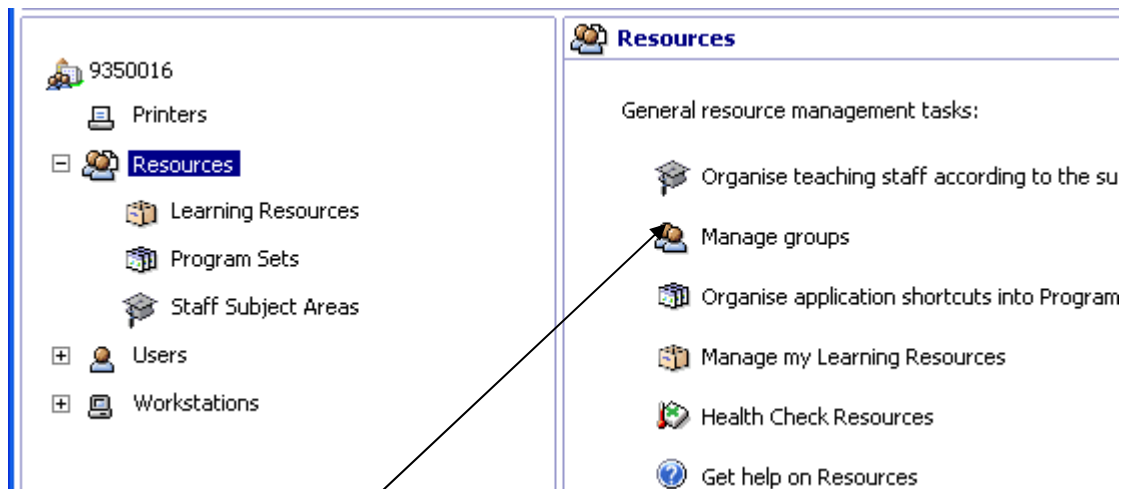 9350016
Printers
Resources
Learning Resources
Program Sets
Staff Subject Areas
Users
Workstations
Resources
General resource management tasks:
Organise teaching staff according to the su
Manage groups
Organise application shortcuts into Program
Manage my Learning Resources
Health Check Resources
Get help on Resources